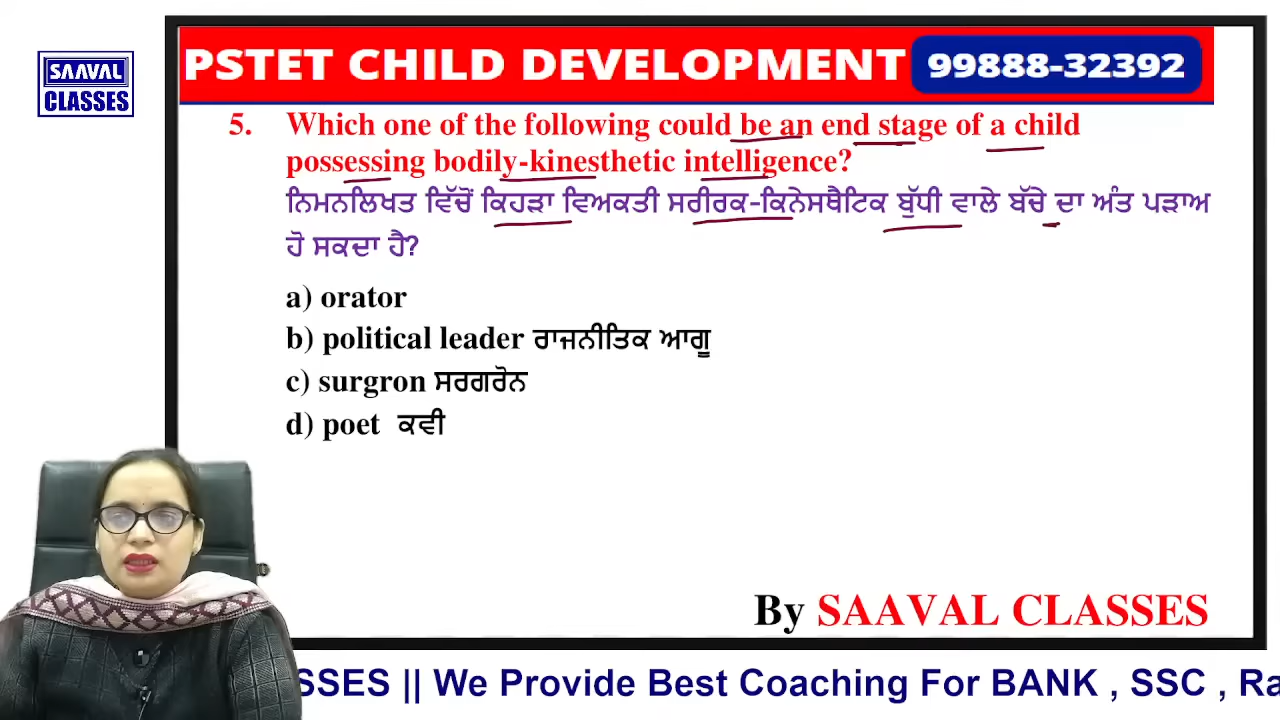 SAAVAL
CLASSES
PSTET CHILD DEVELOPMENT 99888-32392
5. Which one of the following could be an end stage of a child
possessing bodily-kinesthetic intelligence?
ਨਿਮਨਲਿਖਤ ਵਿੱਚੋਂ ਕਿਹੜਾ ਵਿਅਕਤੀ ਸਰੀਰਕ-ਕਿਨੇਸਥੈਟਿਕ ਬੁੱਧੀ ਵਾਲੇ ਬੱਚੇ ਦਾ ਅੰਤ ਪੜਾਅ
ਹੋ ਸਕਦਾ ਹੈ?
a) orator
b) political leader ਰਾਜਨੀਤਿਕ ਆਗੂ
c) surgron ਸਰਗਰੋਨ
d) poet ਕਵੀ
By SAAVAL CLASSES
SSES || We Provide Best Coaching For BANK , SSC , Ra